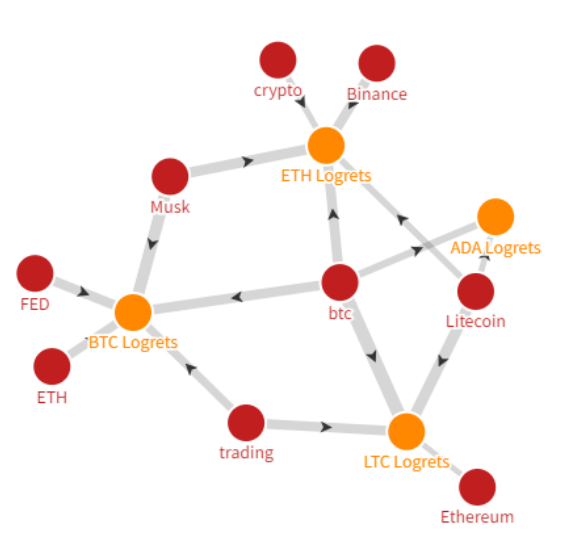 crypto
Binance
ETH Logrets
Musk
ADA Logrets
FED
btc
Litecoin
BTC Logrets
ETH
trading
LTC Logrets
Ethereum